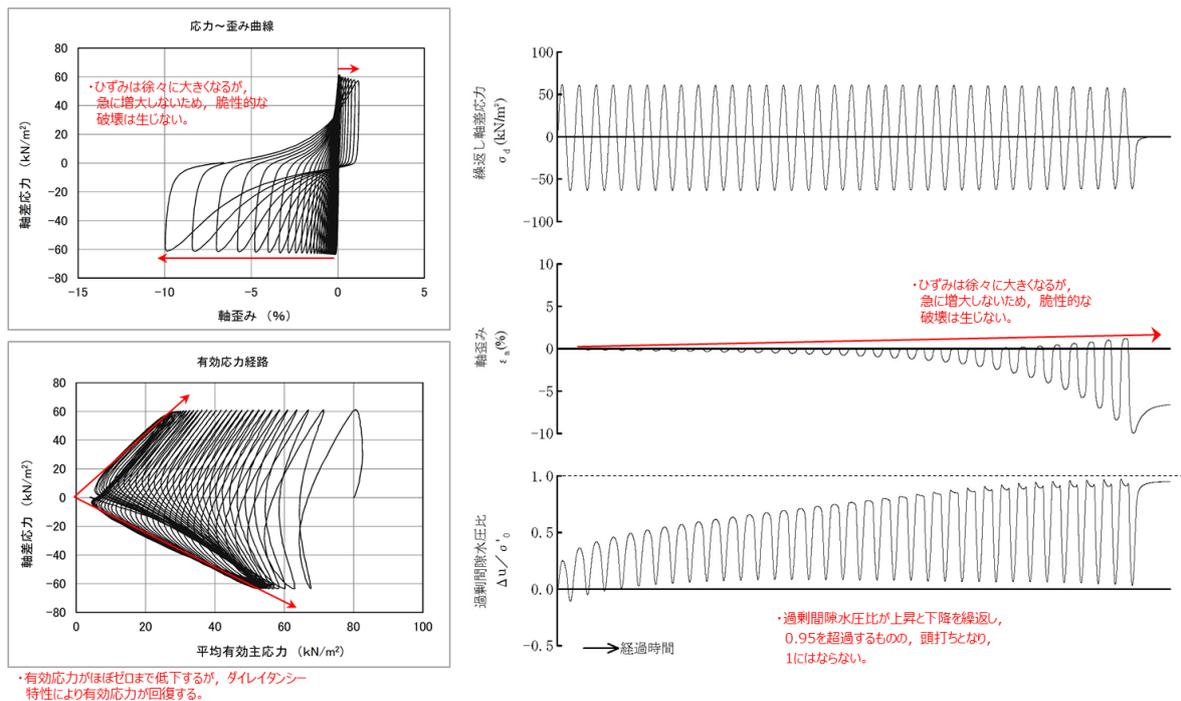 応力～歪み曲線
80
60
40
20
0
-20
-40
-60
-80
軸差応力 (kN/m²)
-15
-10
-5
0
5
軸歪み (%)
・ひずみは徐々に大きくなるが，
急に増大しないため，脆性的な
破壊は生じない。
有効応力経路
80
60
40
20
0
-20
-40
-60
-80
軸差応力 (kN/m²)
0
20
40
60
80
100
平均有効主応力 (kN/m²)
・有効応力がほぼゼロまで低下するが，ダイレイタンシー
特性により有効応力が回復する。
100
50
0
-50
-100
繰返し軸差応力
σd (kN/m²)
10
5
0
-5
-10
軸歪み
εa(%)
・ひずみは徐々に大きくなるが，
急に増大しないため，脆性的な
破壊は生じない。
1.0
0.5
0.0
-0.5
過剰間隙水圧比
Δu/σ'0
経過時間
・過剰間隙水圧比が上昇と下降を繰返し，
0.95を超過するものの，頭打ちとなり，
1にはならない。